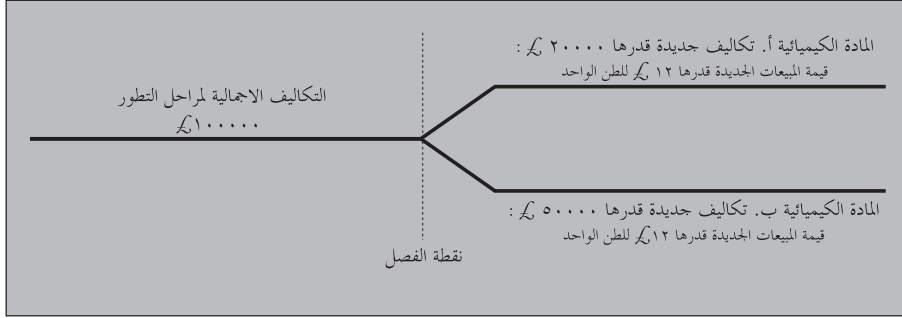 المادة الكيميائية أ. تكاليف جديدة قدرها ٢٠٠٠٠ £ :
قيمة المبيعات الجديدة قدرها ١٢ £ للطن الواحد
التكاليف الاجمالية لمراحل التطور
£١٠٠٠٠٠
المادة الكيميائية ب. تكاليف جديدة قدرها ٥٠٠٠٠ £ :
قيمة المبيعات الجديدة قدرها ١٢£ للطن الواحد
نقطة الفصل